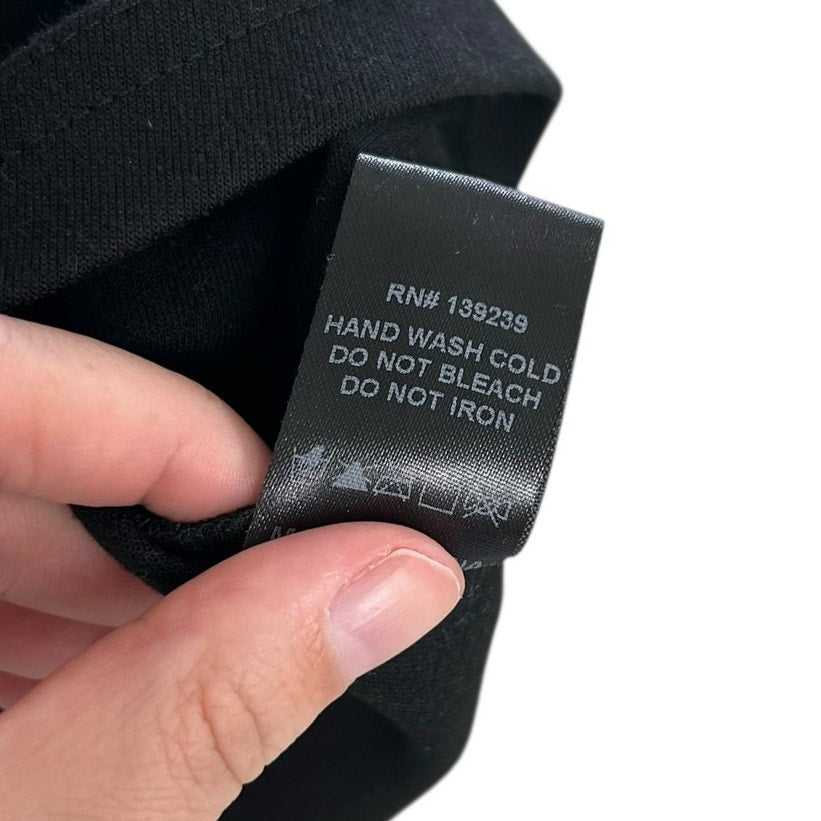 RN# 139239
HAND WASH COLD
DO NOT BLEACH
DO NOT IRON